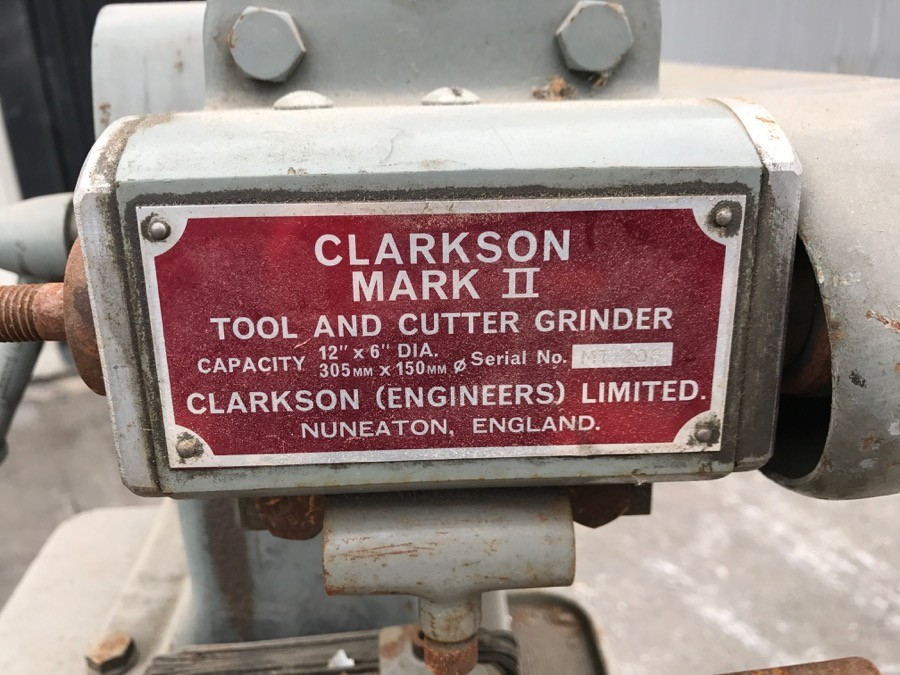 CLARKSON
MARK II
TOOL AND CUTTER GRINDER
CAPACITY 12" x 6" DIA.
305MM x 150MM ø Serial No.
CLARKSON (ENGINEERS) LIMITED.
NUNEATON, ENGLAND.